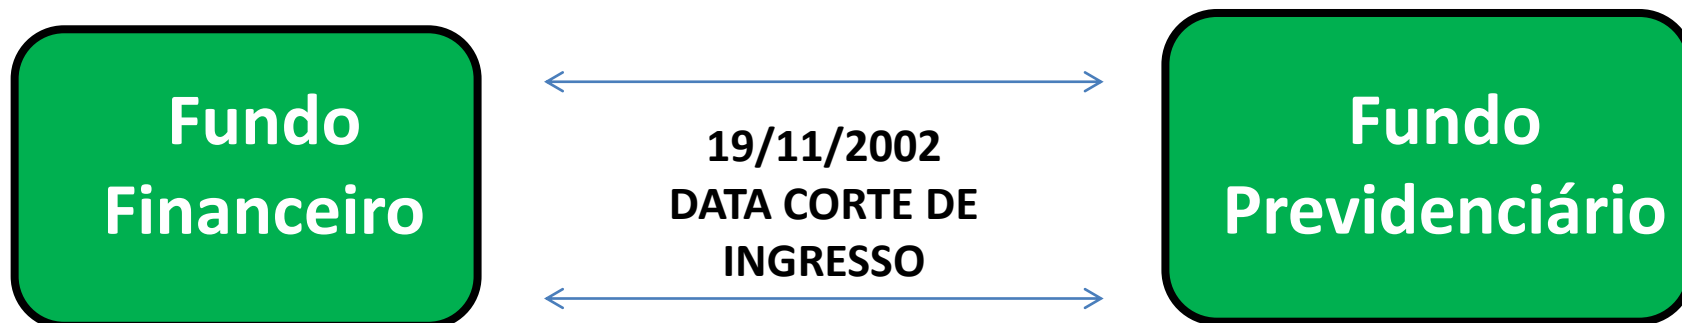 Fundo
Financeiro
19/11/2002
DATA CORTE DE
INGRESSO
Fundo
Previdenciário